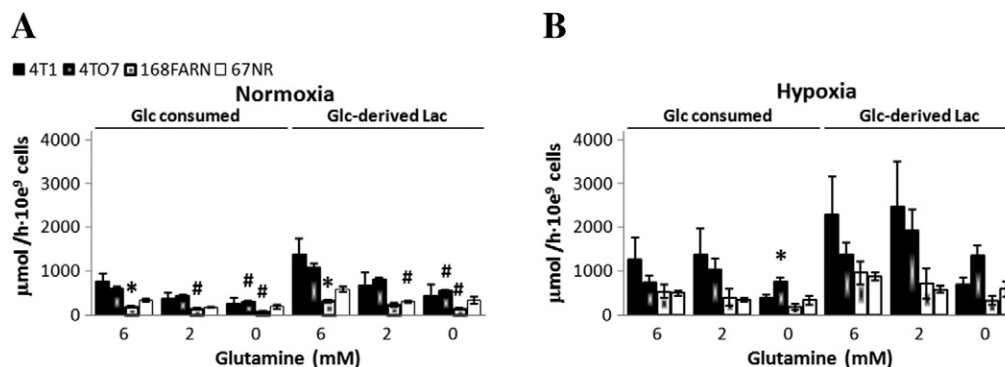 A
B
4T1 4TO7 168FARN 67NR
Normoxia
Glc consumed Glc-derived Lac
µmol /h·10e⁹ cells
4000
3000
2000
1000
0
* # # # * # # #
6 2 0 6 2 0
Glutamine (mM)
Hypoxia
Glc consumed Glc-derived Lac
µmol /h·10e⁹ cells
4000
3000
2000
1000
0
*
6 2 0 6 2 0
Glutamine (mM)